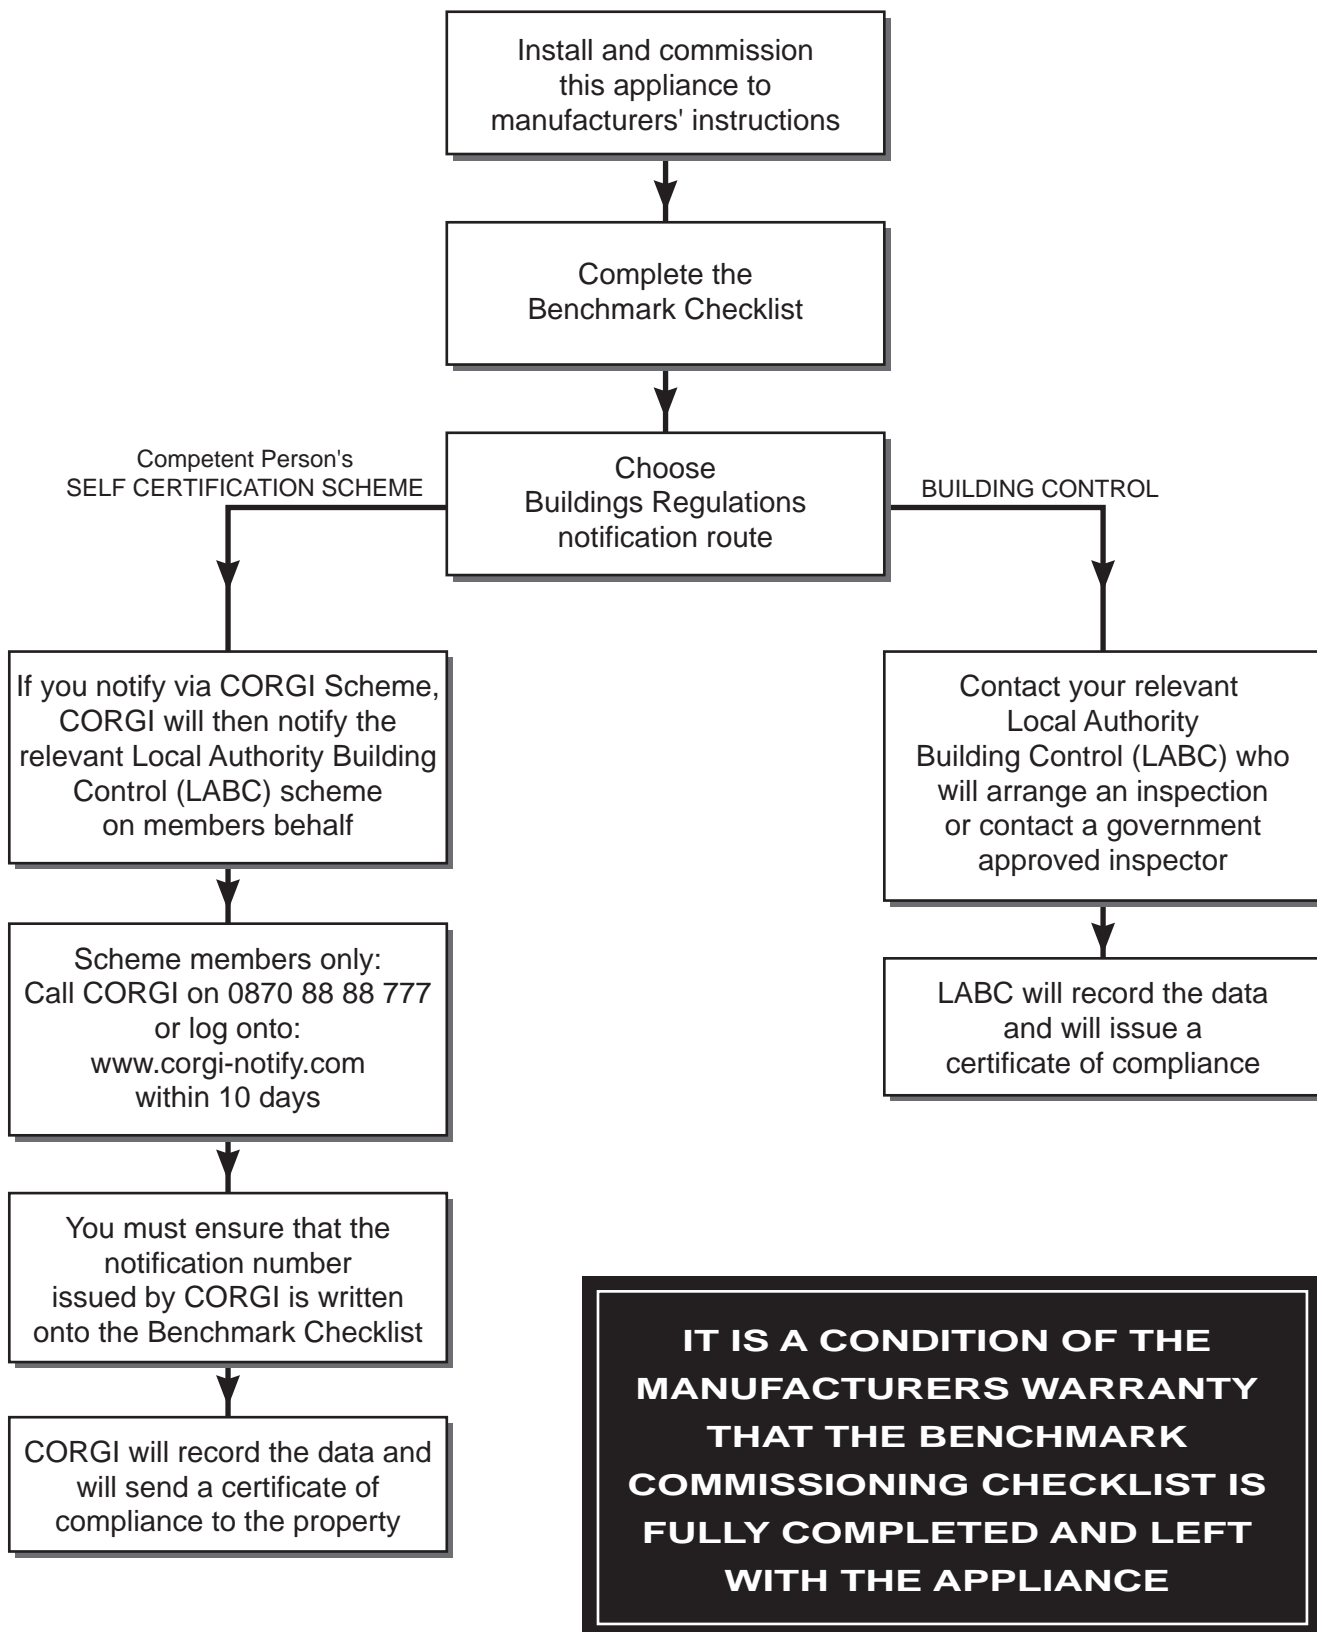 Install and commission
this appliance to
manufacturers' instructions
Complete the
Benchmark Checklist
Choose
Buildings Regulations
notification route
Competent Person's
SELF CERTIFICATION SCHEME
If you notify via CORGI Scheme,
CORGI will then notify the
relevant Local Authority Building
Control (LABC) scheme
on members behalf
Scheme members only:
Call CORGI on 0870 88 88 777
or log onto:
www.corgi-notify.com
within 10 days
You must ensure that the
notification number
issued by CORGI is written
onto the Benchmark Checklist
CORGI will record the data and
will send a certificate of
compliance to the property
BUILDING CONTROL
Contact your relevant
Local Authority
Building Control (LABC) who
will arrange an inspection
or contact a government
approved inspector
LABC will record the data
and will issue a
certificate of compliance
IT IS A CONDITION OF THE
MANUFACTURERS WARRANTY
THAT THE BENCHMARK
COMMISSIONING CHECKLIST IS
FULLY COMPLETED AND LEFT
WITH THE APPLIANCE